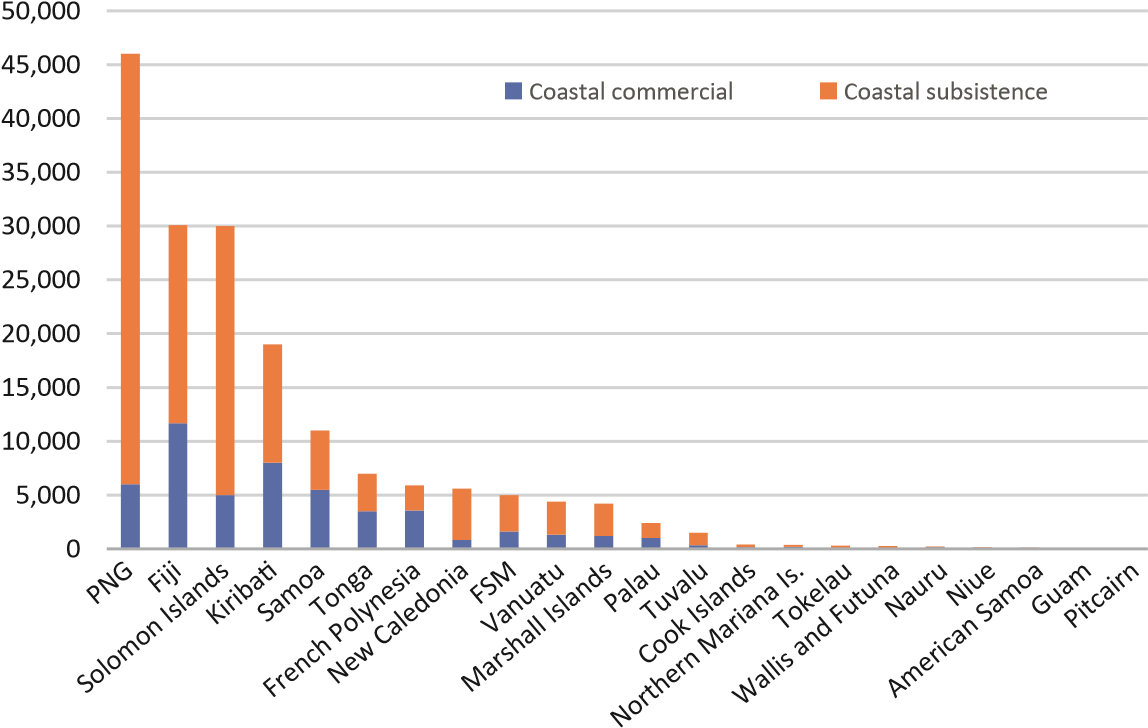 50,000
45,000
40,000
35,000
30,000
25,000
20,000
15,000
10,000
5,000
0
Coastal commercial
Coastal subsistence
PNG
Fiji
Solomon Islands
Kiribati
Samoa
Tonga
French Polynesia
New Caledonia
FSM
Vanuatu
Marshall Islands
Palau
Tuvalu
Cook Islands
Northern Mariana Is.
Tokelau
Wallis and Futuna
Nauru
Niue
American Samoa
Guam
Pitcairn